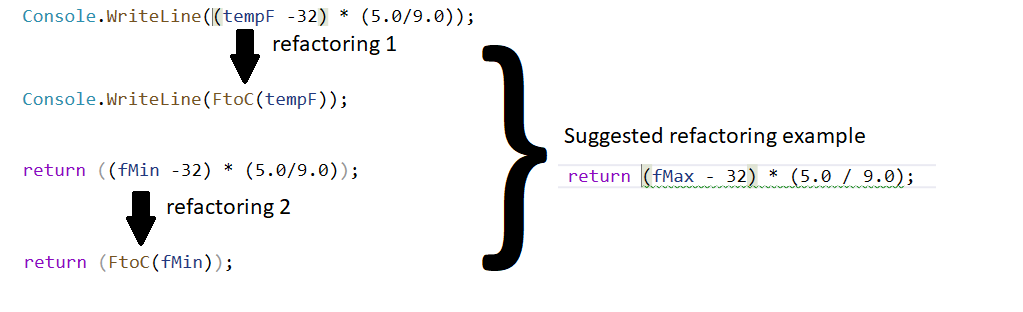 Console.WriteLine((tempF -32) * (5.0/9.0));
refactoring 1
Console.WriteLine(FtoC(tempF));
return ((fMin -32) * (5.0/9.0));
refactoring 2
return (FtoC(fMin));
}
Suggested refactoring example
return (fMax - 32) * (5.0 / 9.0);